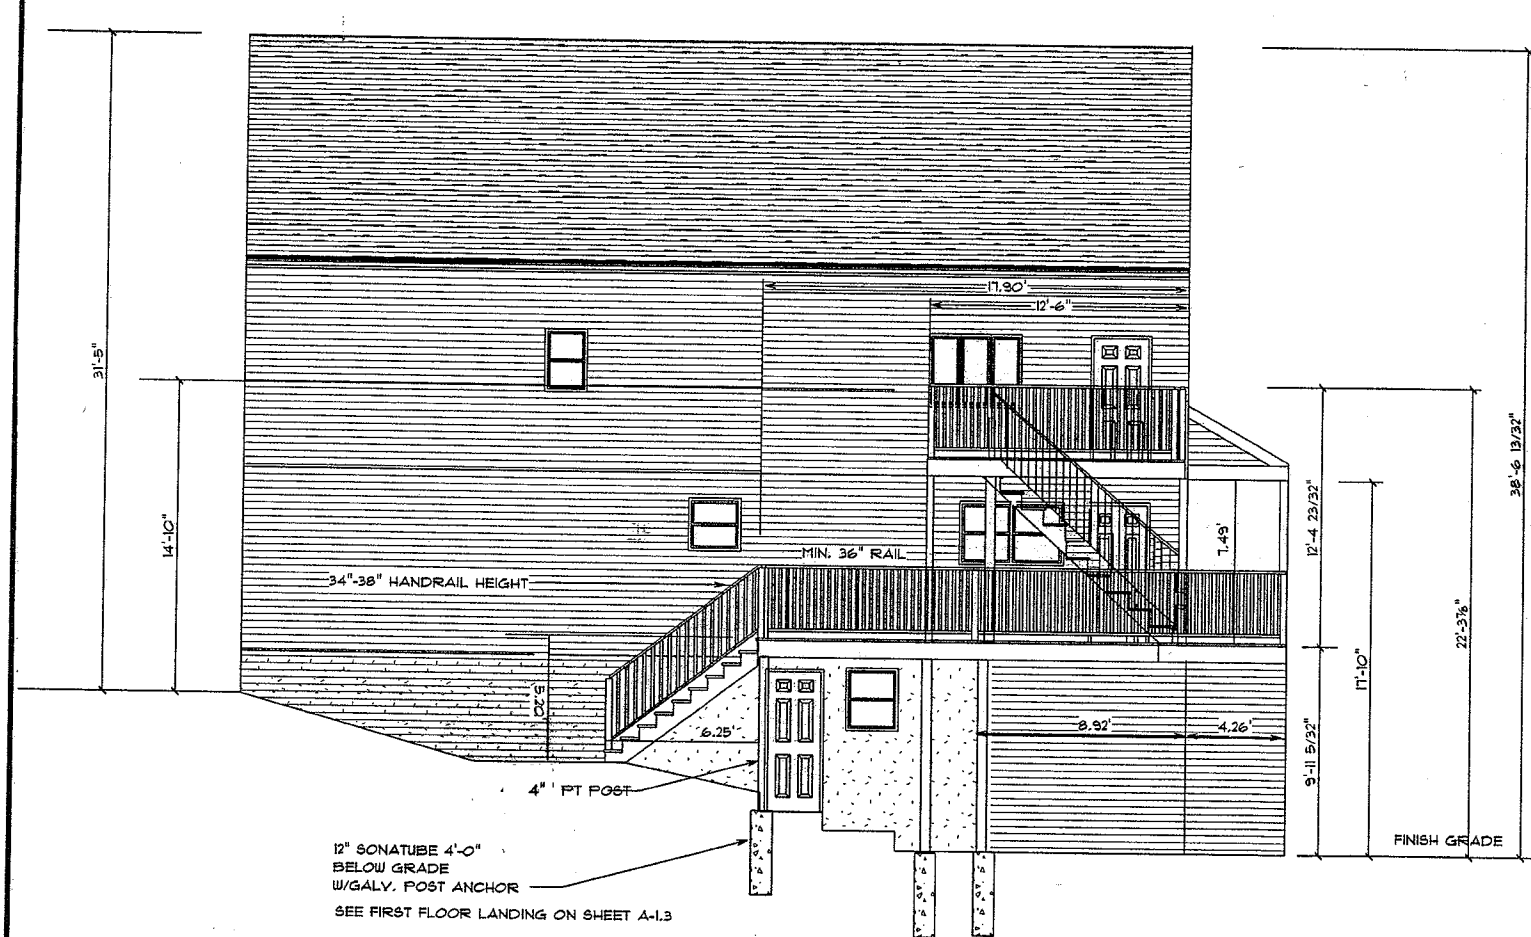 17.90'
12'-6"
31'-5"
38'-6 13/32"
14'-10"
7.49'
12'-4 23/32"
MIN. 36" RAIL
34"-38" HANDRAIL HEIGHT
22'-3⅞"
17'-10"
5.20'
6.25'
8.92'
4.26'
9'-11 5/32"
4" PT POST
FINISH GRADE
12" SONATUBE 4'-0"
BELOW GRADE
W/GALV. POST ANCHOR
SEE FIRST FLOOR LANDING ON SHEET A-1.3